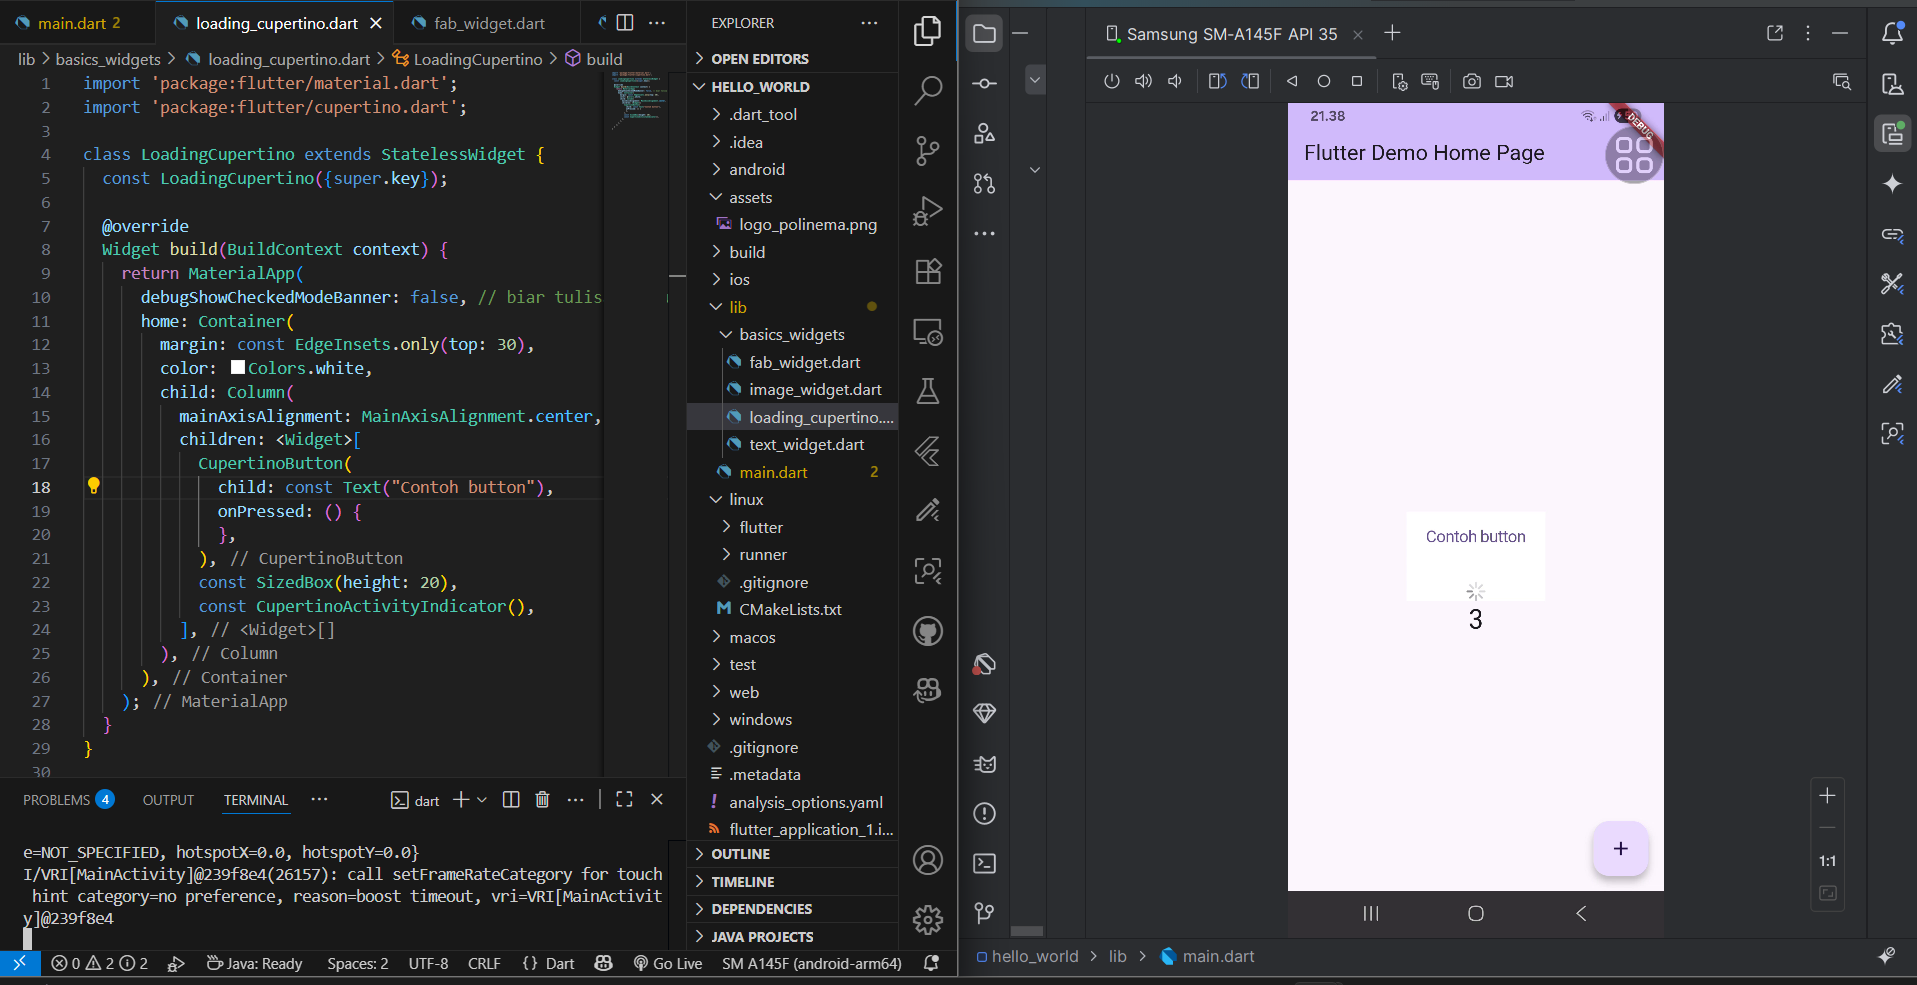 main.dart 2
loading_cupertino.dart
fab_widget.dart
lib > basics_widgets > loading_cupertino.dart > LoadingCupertino > build
1 import 'package:flutter/material.dart';
2 import 'package:flutter/cupertino.dart';
3
4 class LoadingCupertino extends StatelessWidget {
5 const LoadingCupertino({super.key});
6
7 @override
8 Widget build(BuildContext context) {
9 return MaterialApp(
10 debugShowCheckedModeBanner: false, // biar tulis
11 home: Container(
12 margin: const EdgeInsets.only(top: 30),
13 color: Colors.white,
14 child: Column(
15 mainAxisAlignment: MainAxisAlignment.center,
16 children: <Widget>[
17 CupertinoButton(
18 child: const Text("Contoh button"),
19 onPressed: () {
20 },
21 ), // CupertinoButton
22 const SizedBox(height: 20),
23 const CupertinoActivityIndicator(),
24 ], // <Widget>[]
25 ), // Column
26 ), // Container
27 ); // MaterialApp
28 }
29 }
30
PROBLEMS 4
OUTPUT
TERMINAL
dart
e=NOT_SPECIFIED, hotspotX=0.0, hotspotY=0.0}
I/VRI[MainActivity]@239f8e4(26157): call setFrameRateCategory for touch
hint category=no preference, reason=boost timeout, vri=VRI[MainActivit
y]@239f8e4
EXPLORER
OPEN EDITORS
HELLO_WORLD
.dart_tool
.idea
android
assets
logo_polinema.png
build
ios
lib
basics_widgets
fab_widget.dart
image_widget.dart
loading_cupertino....
text_widget.dart
main.dart 2
linux
flutter
runner
.gitignore
CMakeLists.txt
macos
test
web
windows
.gitignore
.metadata
analysis_options.yaml
flutter_application_1.i...
OUTLINE
TIMELINE
DEPENDENCIES
JAVA PROJECTS
0 2 2
Java: Ready
Spaces: 2
UTF-8
CRLF
{} Dart
Go Live
SM A145F (android-arm64)
Samsung SM-A145F API 35
21.38
DEBUG
Flutter Demo Home Page
Contoh button
3
+
1:1
hello_world > lib > main.dart